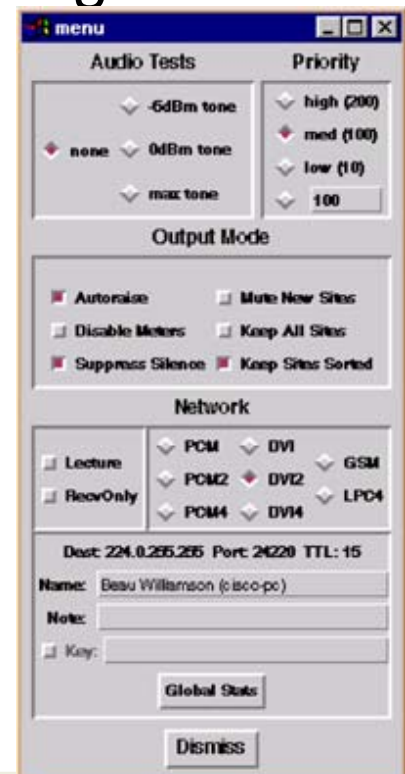 menu
Audio Tests Priority
-6dBm tone high (200)
none 0dBm tone med (100)
low (10)
max tone 100
Output Mode
Autoraise Mute New Sites
Disable Meters Keep All Sites
Suppress Silence Keep Sites Sorted
Network
Lecture PCM DVI GSM
PCM2 DVI2
RecvOnly LPC4
PCM4 DVI4
Dest: 224.0.255.255 Port: 24220 TTL: 15
Name: Beau Williamson (cisco-pc)
Note:
Key:
Global Stats
Dismiss